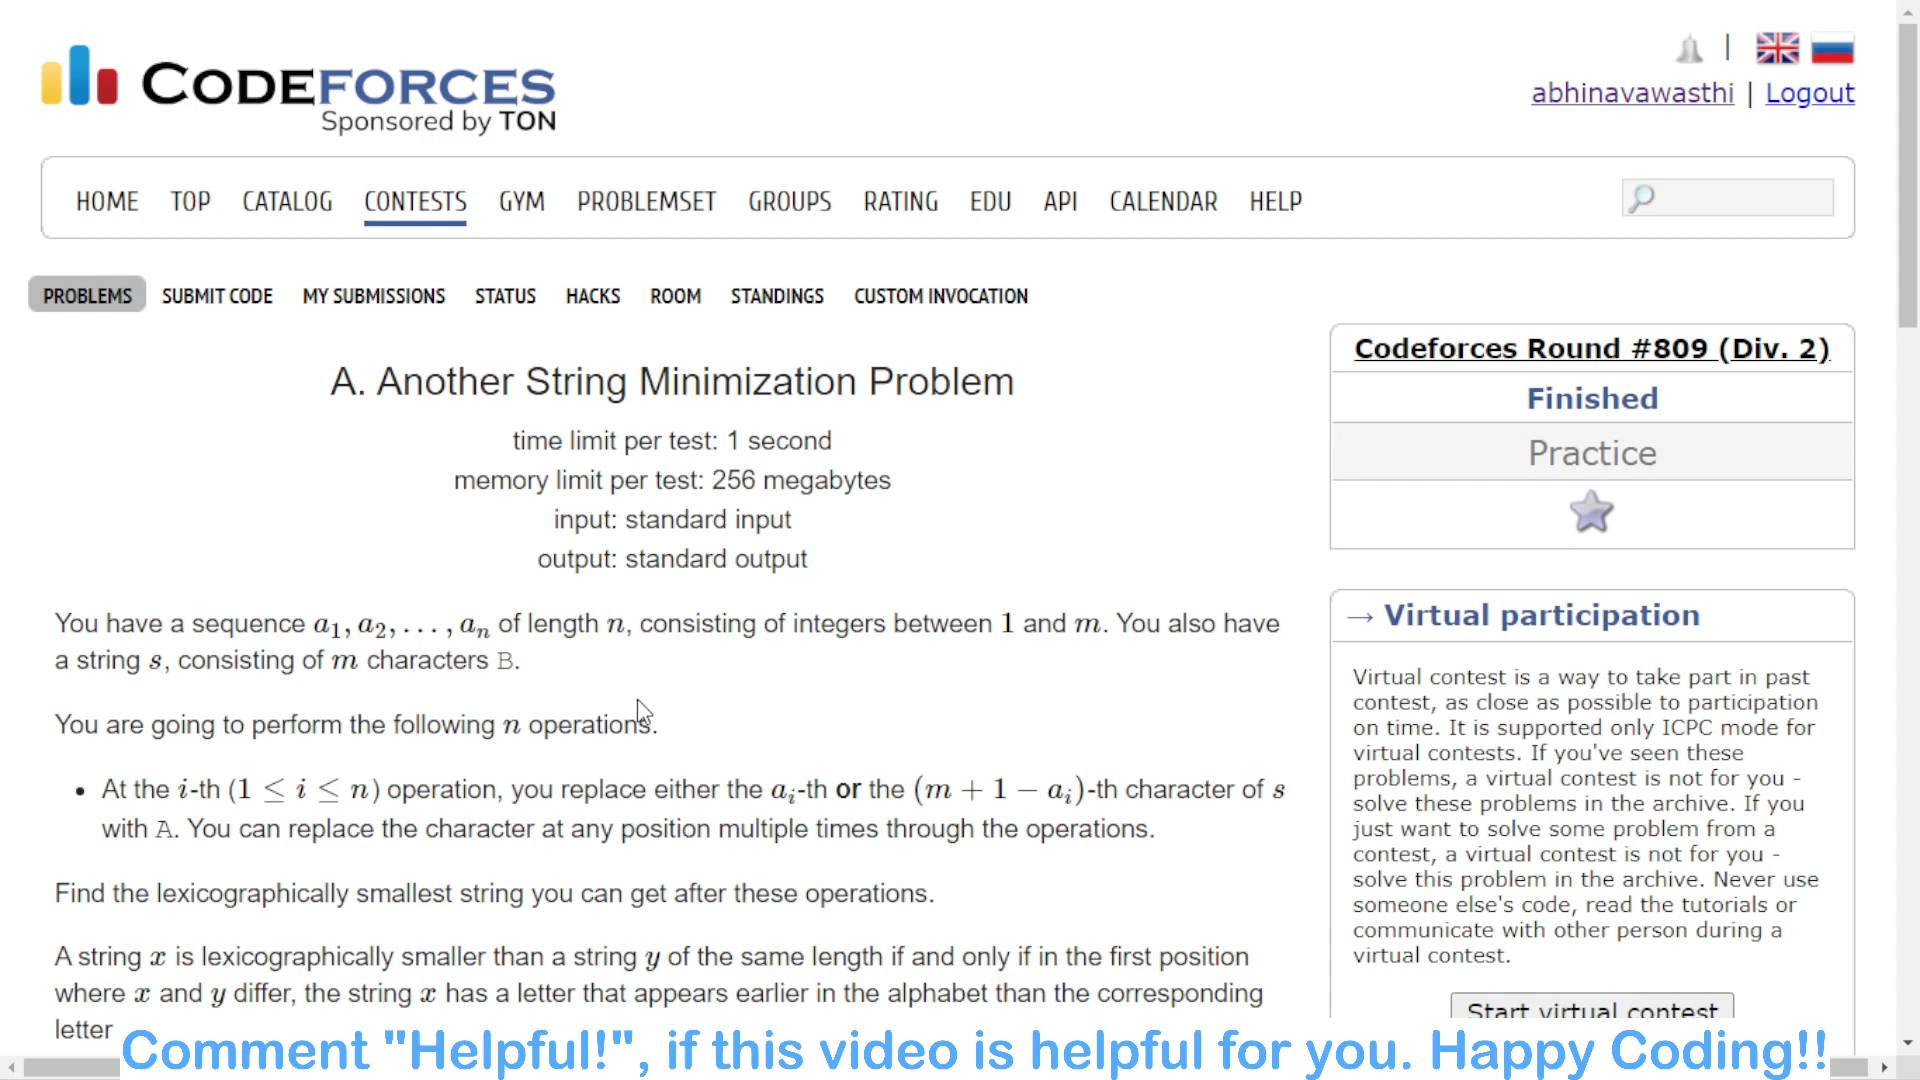 CODEFORCES
Sponsored by TON
|
abhinavawasthi | Logout
HOME TOP CATALOG CONTESTS GYM PROBLEMSET GROUPS RATING EDU API CALENDAR HELP
PROBLEMS SUBMIT CODE MY SUBMISSIONS STATUS HACKS ROOM STANDINGS CUSTOM INVOCATION
A. Another String Minimization Problem
time limit per test: 1 second
memory limit per test: 256 megabytes
input: standard input
output: standard output
You have a sequence a₁, a₂, . . . , aₙ of length n, consisting of integers between 1 and m. You also have
a string s, consisting of m characters B.
You are going to perform the following n operations.
• At the i-th (1 ≤ i ≤ n) operation, you replace either the aᵢ-th or the (m + 1 − aᵢ)-th character of s
with A. You can replace the character at any position multiple times through the operations.
Find the lexicographically smallest string you can get after these operations.
A string x is lexicographically smaller than a string y of the same length if and only if in the first position
where x and y differ, the string x has a letter that appears earlier in the alphabet than the corresponding
letter
Codeforces Round #809 (Div. 2)
Finished
Practice
→ Virtual participation
Virtual contest is a way to take part in past
contest, as close as possible to participation
on time. It is supported only ICPC mode for
virtual contests. If you've seen these
problems, a virtual contest is not for you -
solve these problems in the archive. If you
just want to solve some problem from a
contest, a virtual contest is not for you -
solve this problem in the archive. Never use
someone else's code, read the tutorials or
communicate with other person during a
virtual contest.
Start virtual contest
Comment "Helpful!", if this video is helpful for you. Happy Coding!!